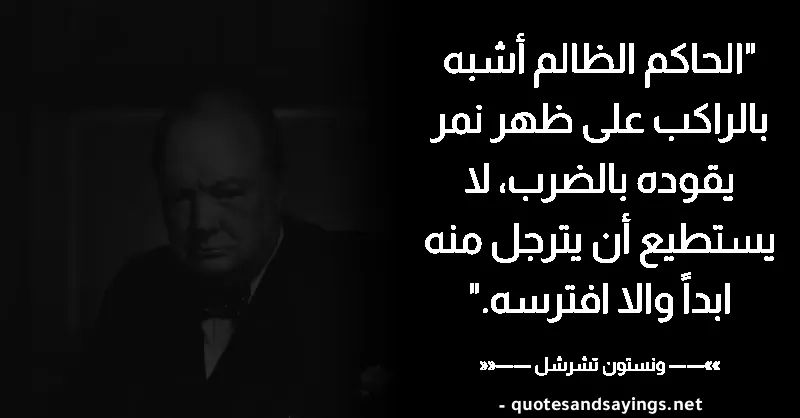 "الحاكم الظالم أشبه
بالراكب على ظهر نمر
يقوده بالضرب، لا
يستطيع أن يترجل منه
ابداً والا افترسه."
»»—— ونستون تشرشل ——««
- quotesandsayings.net